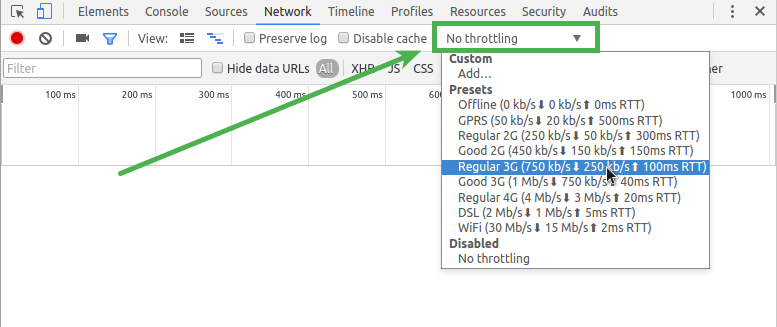 Elements Console Sources Network Timeline Profiles Resources Security Audits
View: Preserve log Disable cache No throttling
Filter Hide data URLs All XHR JS CSS ner
100 ms 200 ms 300 ms 400 ms 500 ms 1000 ms
Custom
Add...
Presets
Offline (0 kb/s⬇ 0 kb/s⬆ 0ms RTT)
GPRS (50 kb/s⬇ 20 kb/s⬆ 500ms RTT)
Regular 2G (250 kb/s⬇ 50 kb/s⬆ 300ms RTT)
Good 2G (450 kb/s⬇ 150 kb/s⬆ 150ms RTT)
Regular 3G (750 kb/s⬇ 250 kb/s⬆ 100ms RTT)
Good 3G (1 Mb/s⬇ 750 kb/s⬆ 40ms RTT)
Regular 4G (4 Mb/s⬇ 3 Mb/s⬆ 20ms RTT)
DSL (2 Mb/s⬇ 1 Mb/s⬆ 5ms RTT)
WiFi (30 Mb/s⬇ 15 Mb/s⬆ 2ms RTT)
Disabled
No throttling